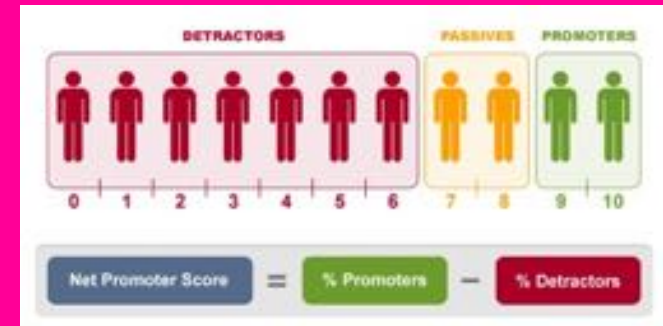 DETRACTORS PASSIVES PROMOTERS
0 1 2 3 4 5 6 7 8 9 10
Net Promoter Score = % Promoters − % Detractors